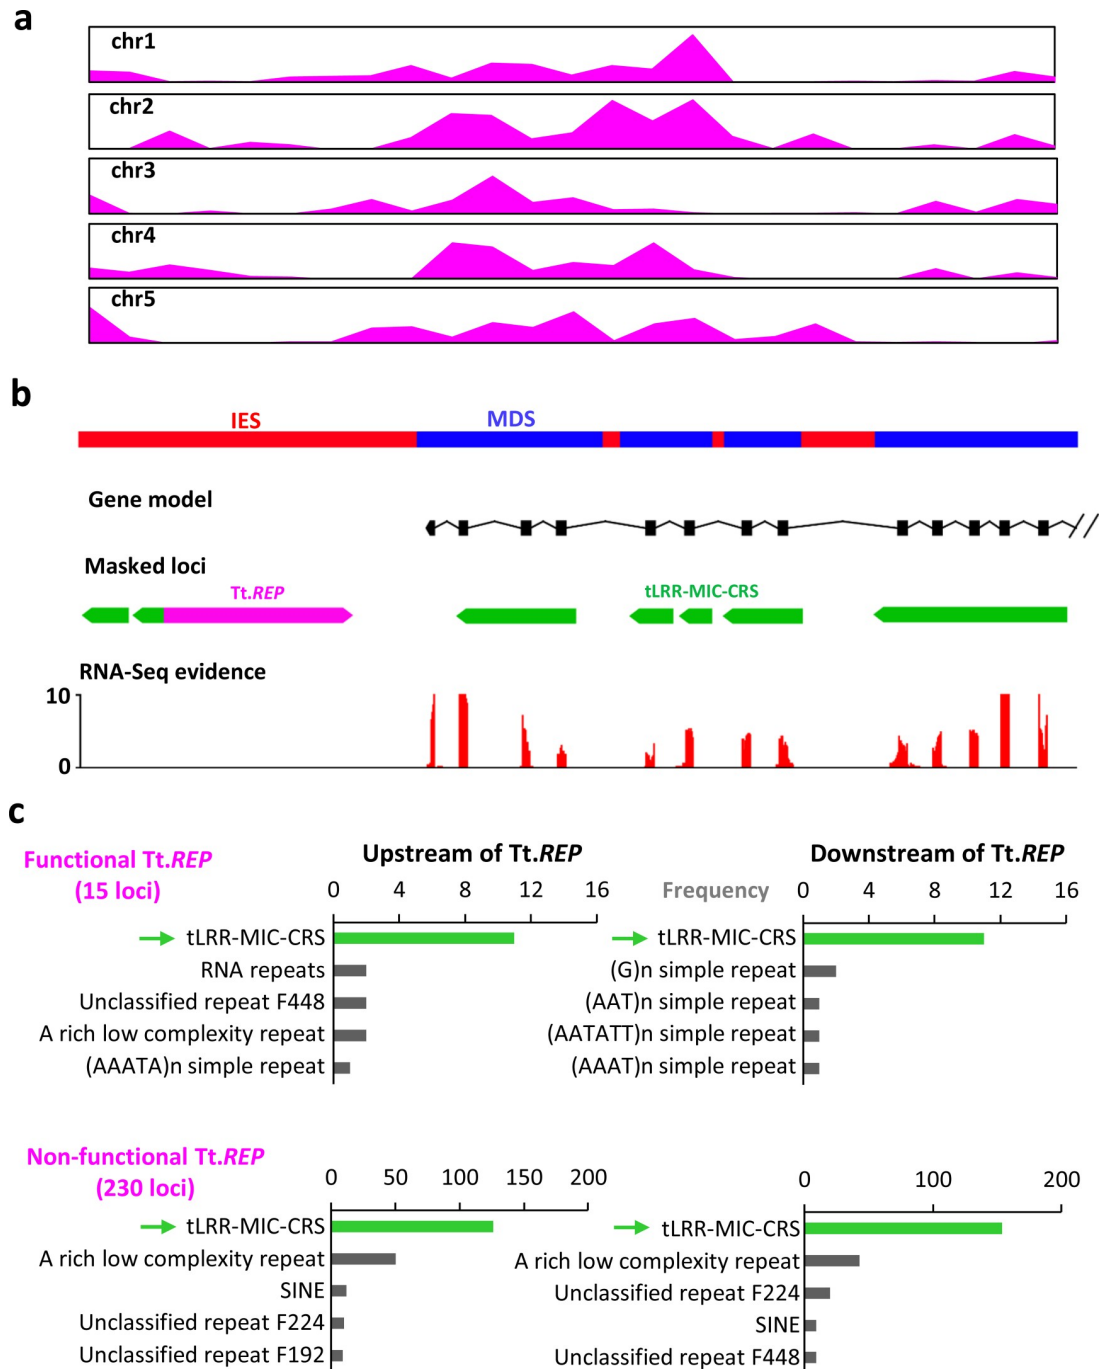 a
chr1
chr2
chr3
chr4
chr5
b
IES MDS
Gene model
Masked loci
Tt.REP tLRR-MIC-CRS
RNA-Seq evidence
10
0
c
Functional Tt.REP
(15 loci)
Upstream of Tt.REP
0 4 8 12 16
tLRR-MIC-CRS
RNA repeats
Unclassified repeat F448
A rich low complexity repeat
(AAATA)n simple repeat
Frequency
Downstream of Tt.REP
0 4 8 12 16
tLRR-MIC-CRS
(G)n simple repeat
(AAT)n simple repeat
(AATATT)n simple repeat
(AAAT)n simple repeat
Non-functional Tt.REP
(230 loci)
0 50 100 150 200
tLRR-MIC-CRS
A rich low complexity repeat
SINE
Unclassified repeat F224
Unclassified repeat F192
0 100 200
tLRR-MIC-CRS
A rich low complexity repeat
Unclassified repeat F224
SINE
Unclassified repeat F448